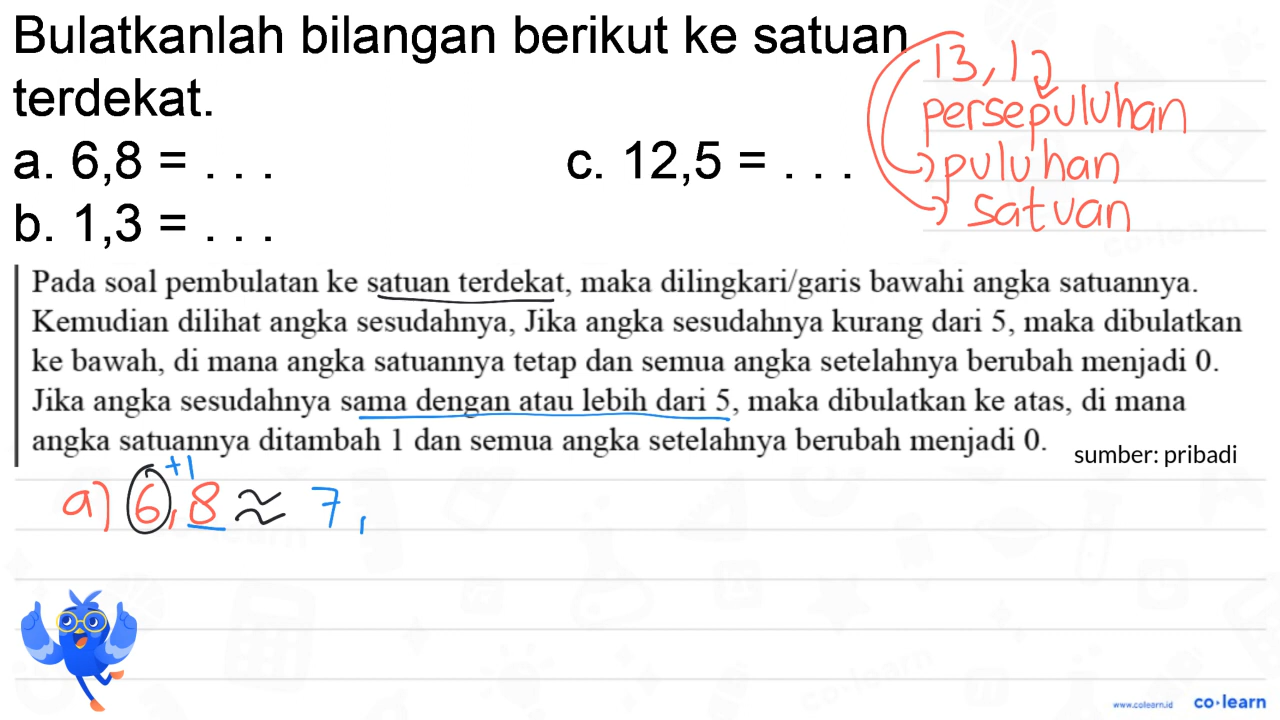 Bulatkanlah bilangan berikut ke satuan
terdekat.
13,1
persepuluhan
puluhan
satuan
a. 6,8 = . . .
c. 12,5 = . . .
b. 1,3 = . . .
Pada soal pembulatan ke satuan terdekat, maka dilingkari/garis bawahi angka satuannya.
Kemudian dilihat angka sesudahnya, Jika angka sesudahnya kurang dari 5, maka dibulatkan
ke bawah, di mana angka satuannya tetap dan semua angka setelahnya berubah menjadi 0.
Jika angka sesudahnya sama dengan atau lebih dari 5, maka dibulatkan ke atas, di mana
angka satuannya ditambah 1 dan semua angka setelahnya berubah menjadi 0.
sumber: pribadi
+1
a) 6,8 ≈ 7,
www.colearn.id co·learn